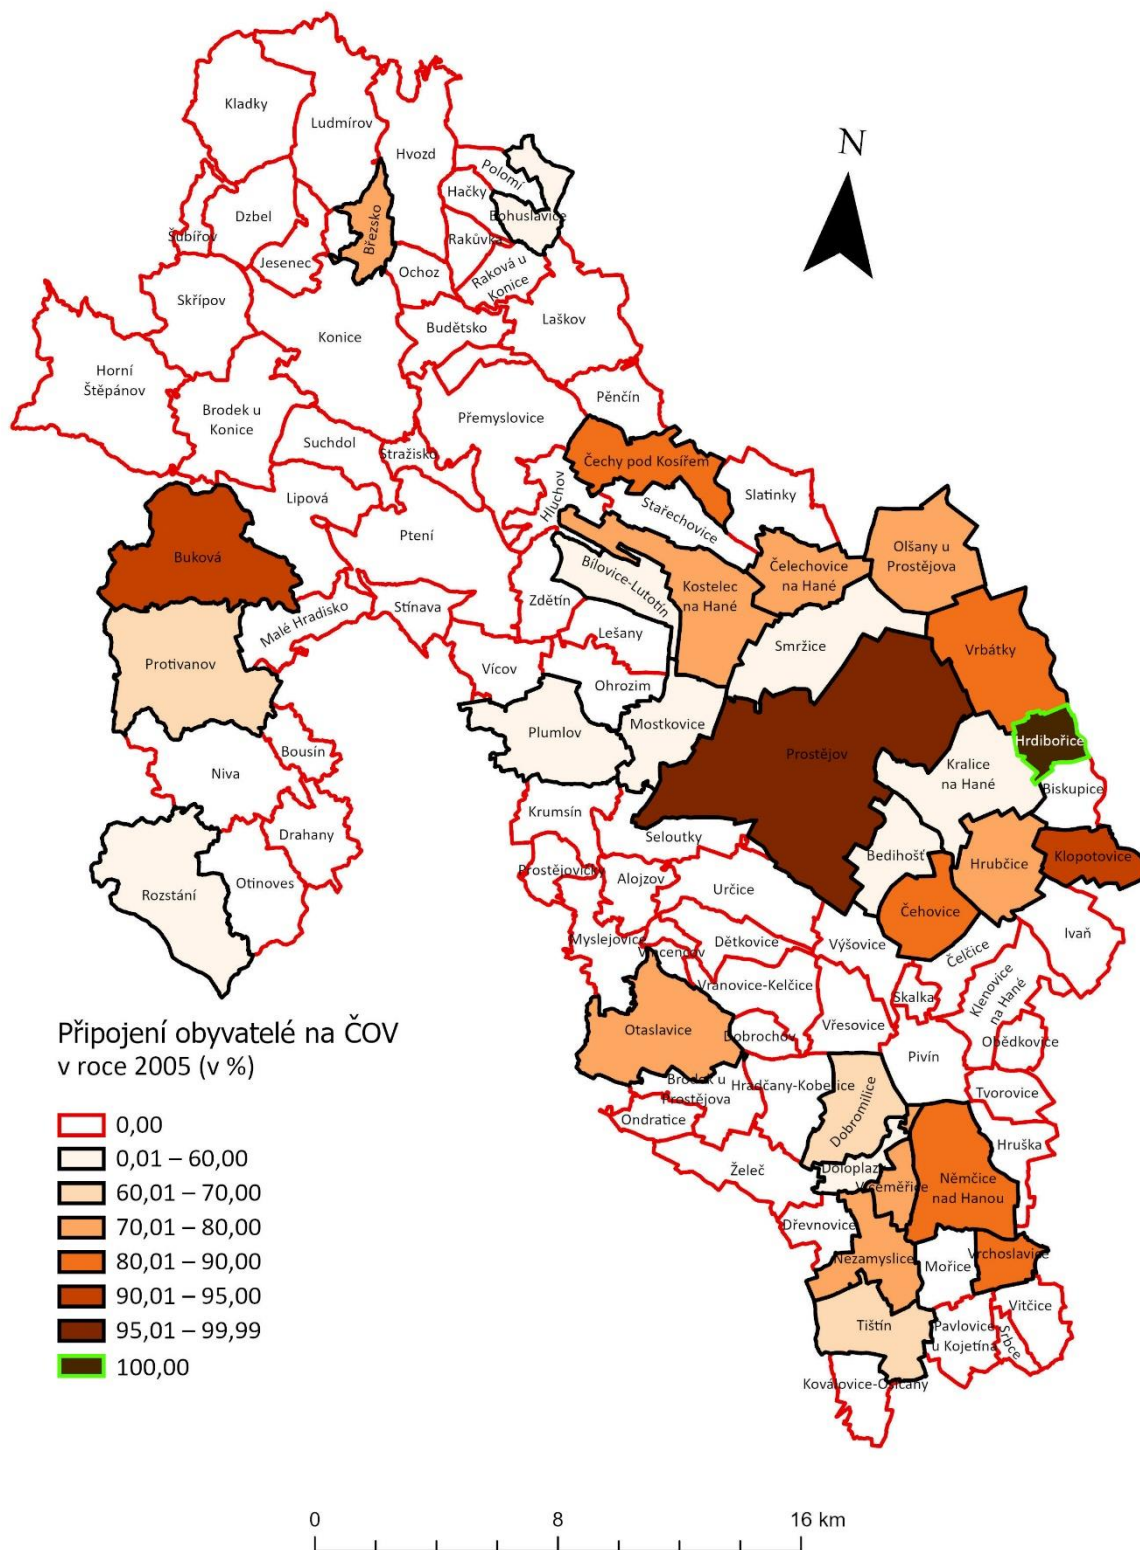 Kladky
Ludmírov
Hvozd
N
Polomí
Hačky
Bohuslavice
Dzbel
Šubířov
Březsko
Rakůvka
Jesenec
Ochoz
Raková u
Konice
Skřípov
Konice
Budětsko
Laškov
Horní
Štěpánov
Brodek u
Konice
Přemyslovice
Pěnčín
Suchdol
Stražisko
Čechy pod Kosířem
Slatinky
Lipová
Hluchov
Stařechovice
Ptení
Buková
Olšany u
Prostějova
Čelechovice
na Hané
Bílovice-Lutotín
Kostelec
na Hané
Zdětín
Stínava
Malé Hradisko
Lešany
Smržice
Vrbátky
Protivanov
Vícov
Ohrozim
Mostkovice
Plumlov
Prostějov
Hrdibořice
Kralice
na Hané
Biskupice
Bousín
Niva
Krumsín
Drahany
Seloutky
Bedihošť
Hrubčice
Klopotovice
Prostějovičky
Alojzov
Určice
Otinoves
Rozstání
Čehovice
Ivaň
Myslejovice
Dětkovice
Výšovice
Čelčice
Vincencov
Vranovice-Kelčice
Skalka
Klenovice
na Hané
Otaslavice
Dobrochov
Vřesovice
Obědkovice
Pivín
Brodek u
Prostějova
Hradčany-Kobeřice
Dobromilice
Tvorovice
Ondratice
Hruška
Želeč
Doloplazy
Víceměřice
Němčice
nad Hanou
Dřevnovice
Nezamyslice
Mořice
Vrchoslavice
Vitčice
Tištín
Pavlovice
u Kojetína
Srbce
Koválovice-Osíčany
Připojení obyvatelé na ČOV
v roce 2005 (v %)
0,00
0,01 – 60,00
60,01 – 70,00
70,01 – 80,00
80,01 – 90,00
90,01 – 95,00
95,01 – 99,99
100,00
0 8 16 km